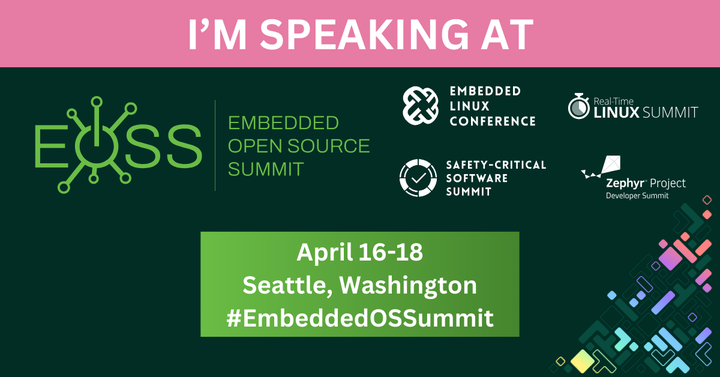 I'M SPEAKING AT
EOSS
EMBEDDED
OPEN SOURCE
SUMMIT
EMBEDDED
LINUX
CONFERENCE
Real-Time
LINUX SUMMIT
SAFETY-CRITICAL
SOFTWARE
SUMMIT
Zephyr™ Project
Developer Summit
April 16-18
Seattle, Washington
#EmbeddedOSSummit